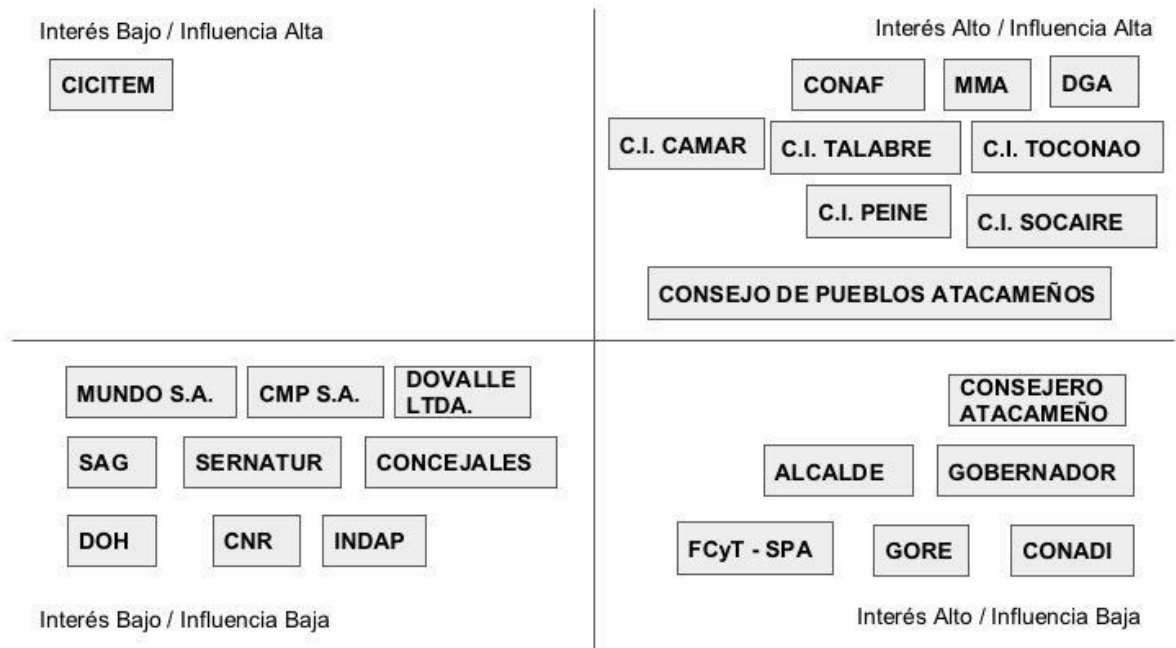 Interés Bajo / Influencia Alta
CICITEM
Interés Alto / Influencia Alta
CONAF
MMA
DGA
C.I. CAMAR
C.I. TALABRE
C.I. TOCONAO
C.I. PEINE
C.I. SOCAIRE
CONSEJO DE PUEBLOS ATACAMEÑOS
MUNDO S.A.
CMP S.A.
DOVALLE
LTDA.
SAG
SERNATUR
CONCEJALES
DOH
CNR
INDAP
Interés Bajo / Influencia Baja
CONSEJERO
ATACAMEÑO
ALCALDE
GOBERNADOR
FCyT - SPA
GORE
CONADI
Interés Alto / Influencia Baja